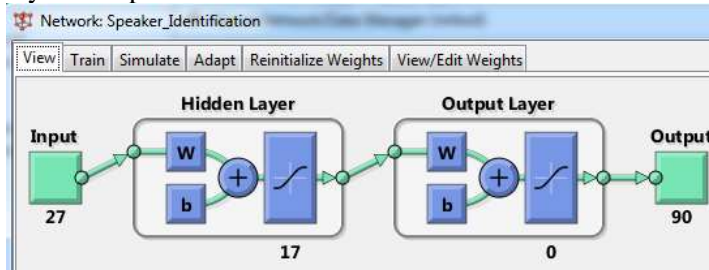 Network: Speaker_Identification
View Train Simulate Adapt Reinitialize Weights View/Edit Weights
Hidden Layer Output Layer
Input Output
W W
b b
27 90
17 0